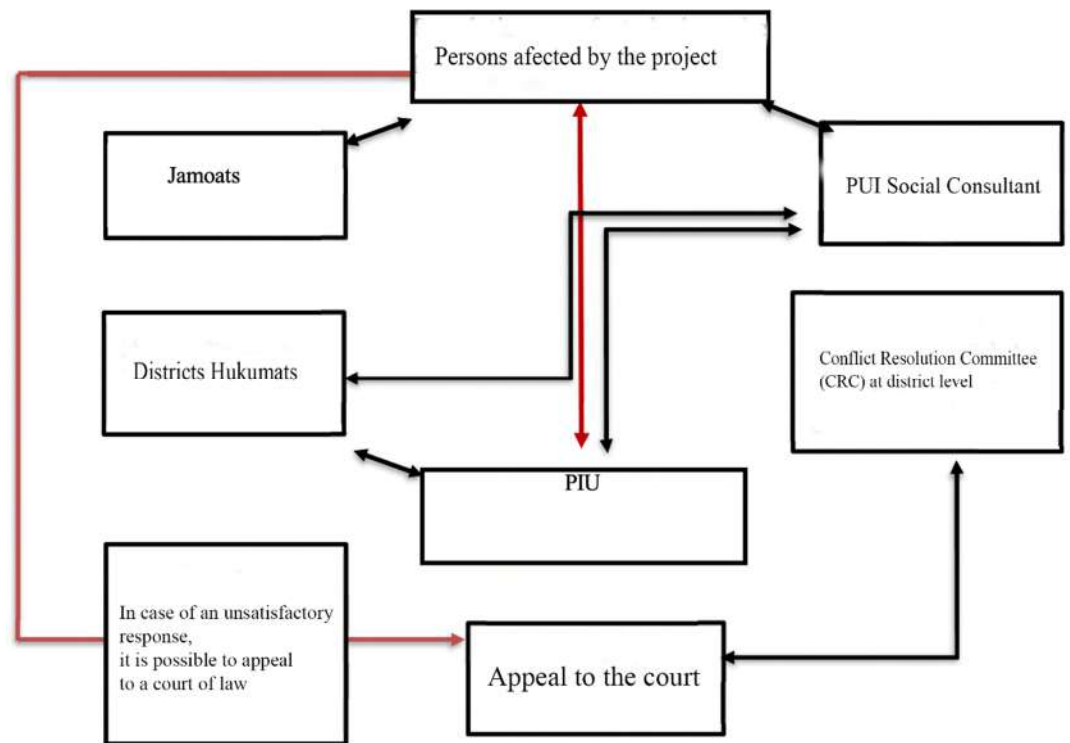 Persons afected by the project
Jamoats
PUI Social Consultant
Districts Hukumats
Conflict Resolution Committee
(CRC) at district level
PIU
In case of an unsatisfactory
response,
it is possible to appeal
to a court of law
Appeal to the court